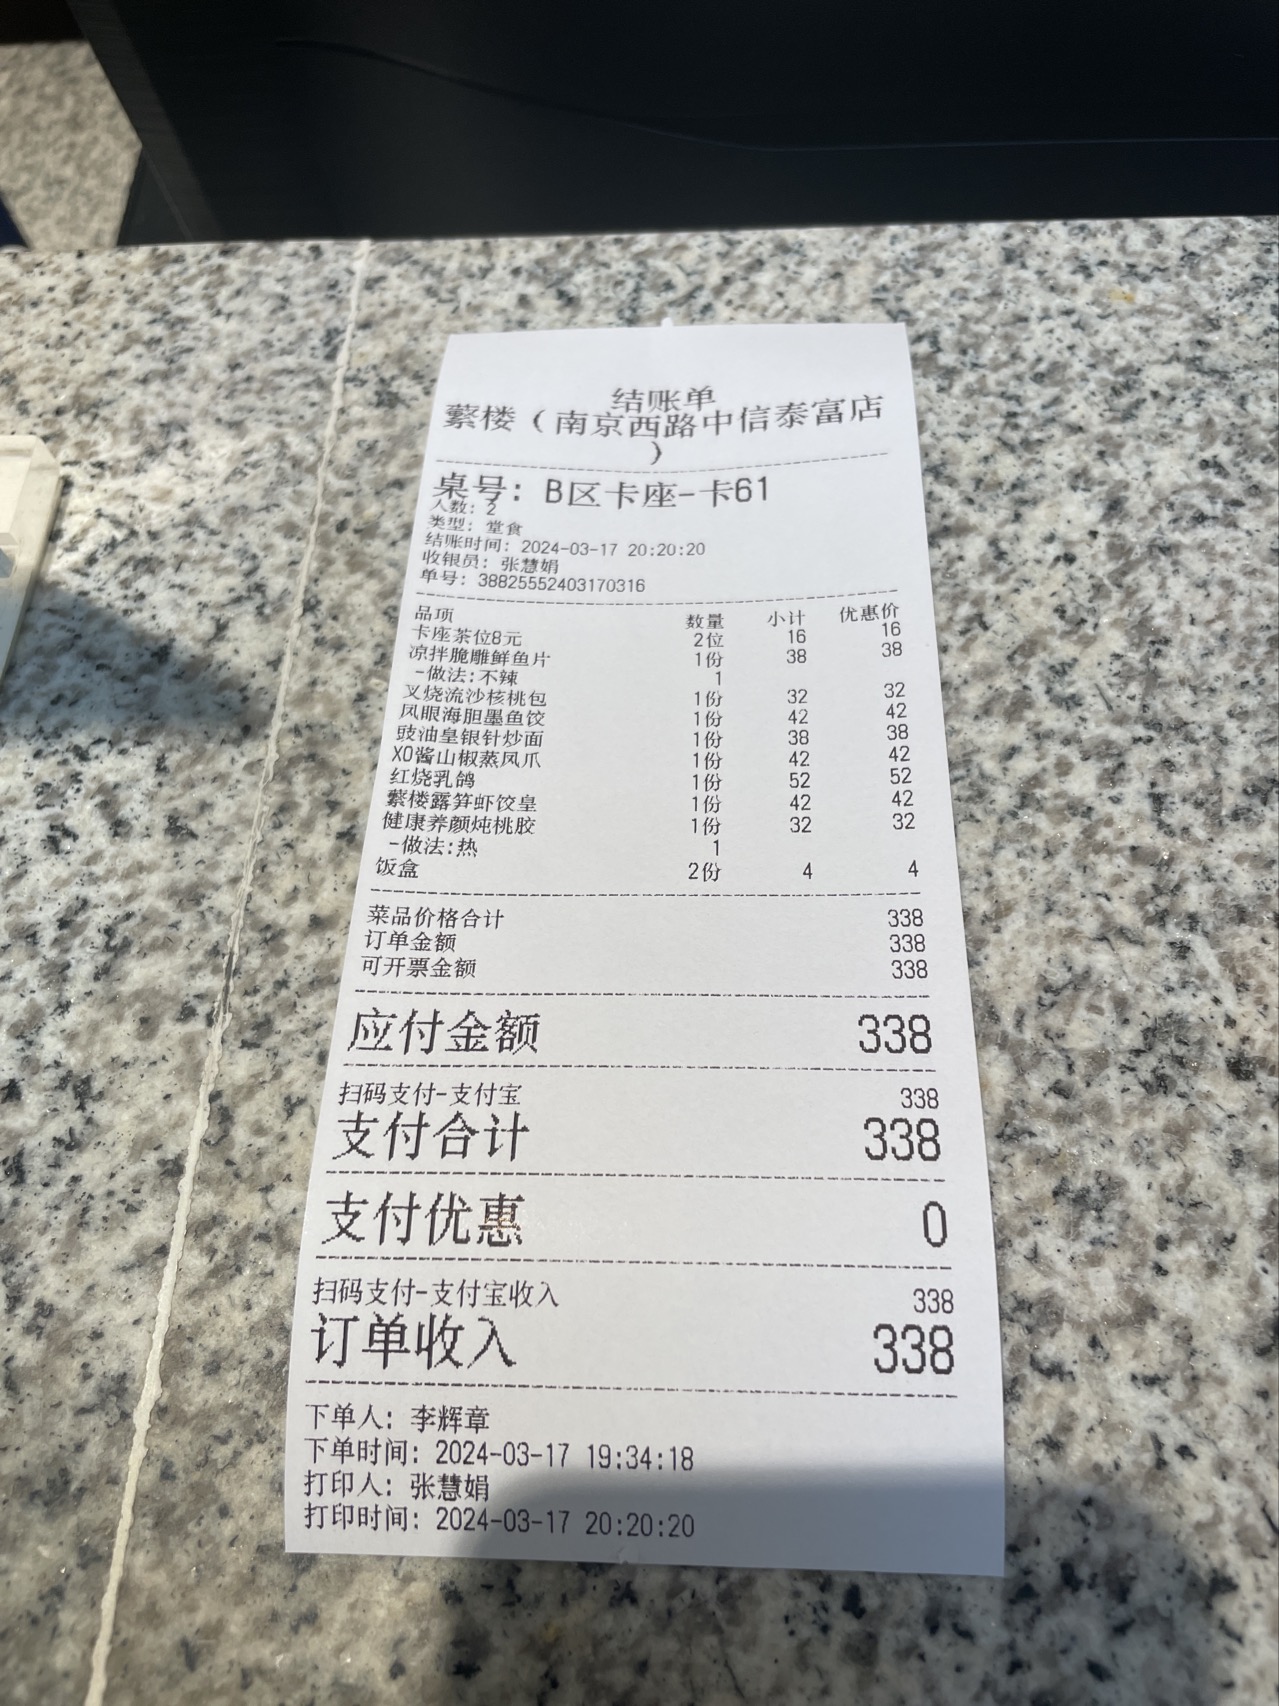 结账单
蘩楼（南京西路中信泰富店
）
桌号: B区卡座-卡61
人数: 2
类型: 堂食
结账时间: 2024-03-17 20:20:20
收银员: 张慧娟
单号: 38825552403170316
品项 数量 小计 优惠价
卡座茶位8元 2位 16 16
凉拌脆雕鲜鱼片 1份 38 38
-做法:不辣 1
叉烧流沙核桃包 1份 32 32
凤眼海胆墨鱼饺 1份 42 42
豉油皇银针炒面 1份 38 38
XO酱山椒蒸凤爪 1份 42 42
红烧乳鸽 1份 52 52
蘩楼露笋虾饺皇 1份 42 42
健康养颜炖桃胶 1份 32 32
-做法:热 1
饭盒 2份 4 4
菜品价格合计 338
订单金额 338
可开票金额 338
应付金额 338
扫码支付-支付宝 338
支付合计 338
支付优惠 0
扫码支付-支付宝收入 338
订单收入 338
下单人: 李辉章
下单时间: 2024-03-17 19:34:18
打印人: 张慧娟
打印时间: 2024-03-17 20:20:20